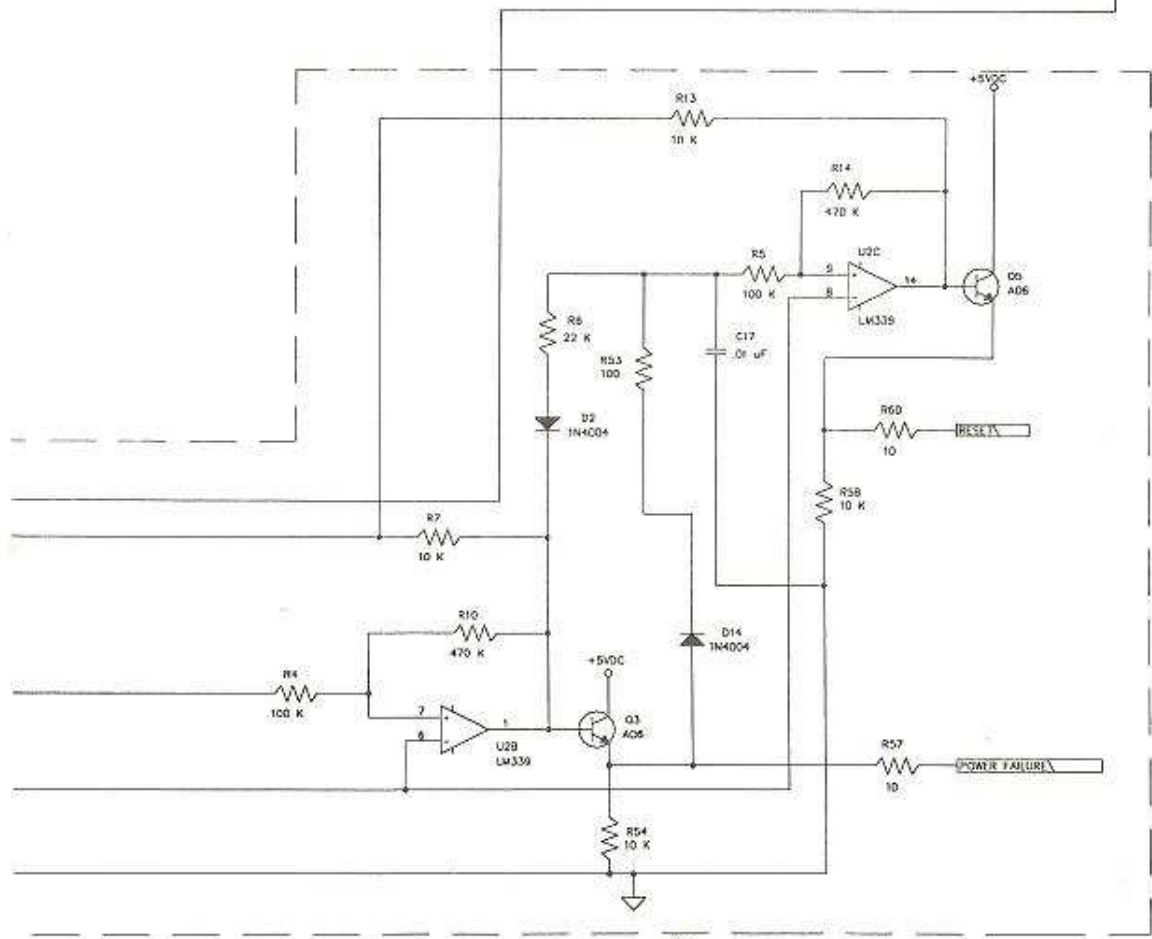 +5VDC
R13
10 K
R14
470 K
R5
100 K
U2C
9
8
14
LM339
Q5
A06
R6
22 K
R53
100
C17
.01 uF
D2
1N4004
R60
10
RESET\
R58
10 K
R7
10 K
R10
470 K
D14
1N4004
+5VDC
R4
100 K
7
6
1
U2B
LM339
Q3
A06
R57
10
POWER FAILURE\
R54
10 K